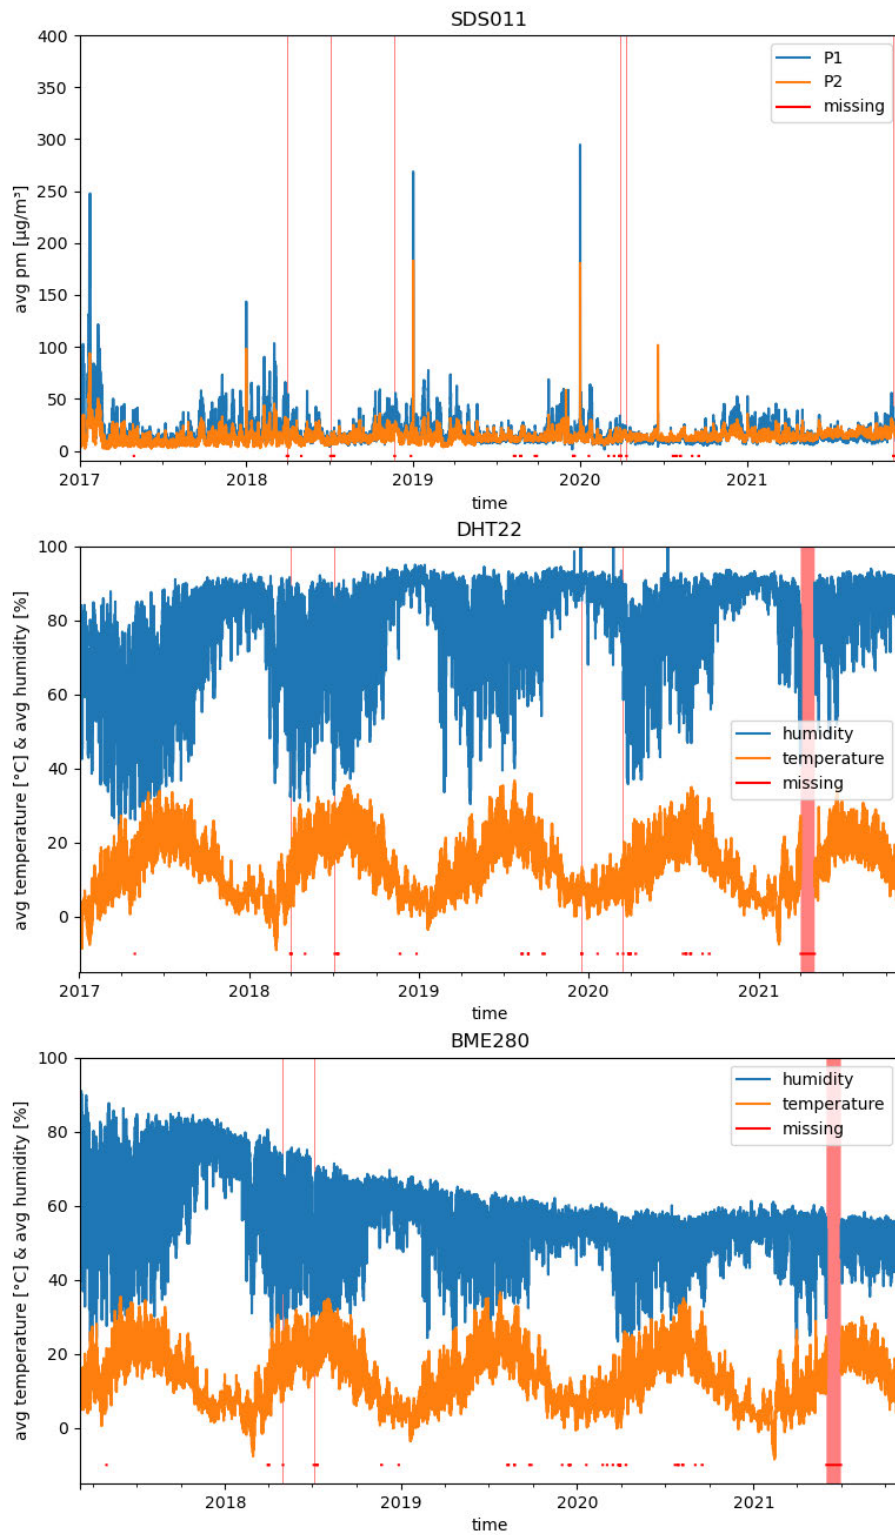 SDS011
400
350
300
250
200
150
100
50
0
avg pm [µg/m³]
P1
P2
missing
2017 2018 2019 2020 2021
time
DHT22
100
80
60
40
20
0
avg temperature [°C] & avg humidity [%]
humidity
temperature
missing
2017 2018 2019 2020 2021
time
BME280
100
80
60
40
20
0
avg temperature [°C] & avg humidity [%]
humidity
temperature
missing
2018 2019 2020 2021
time